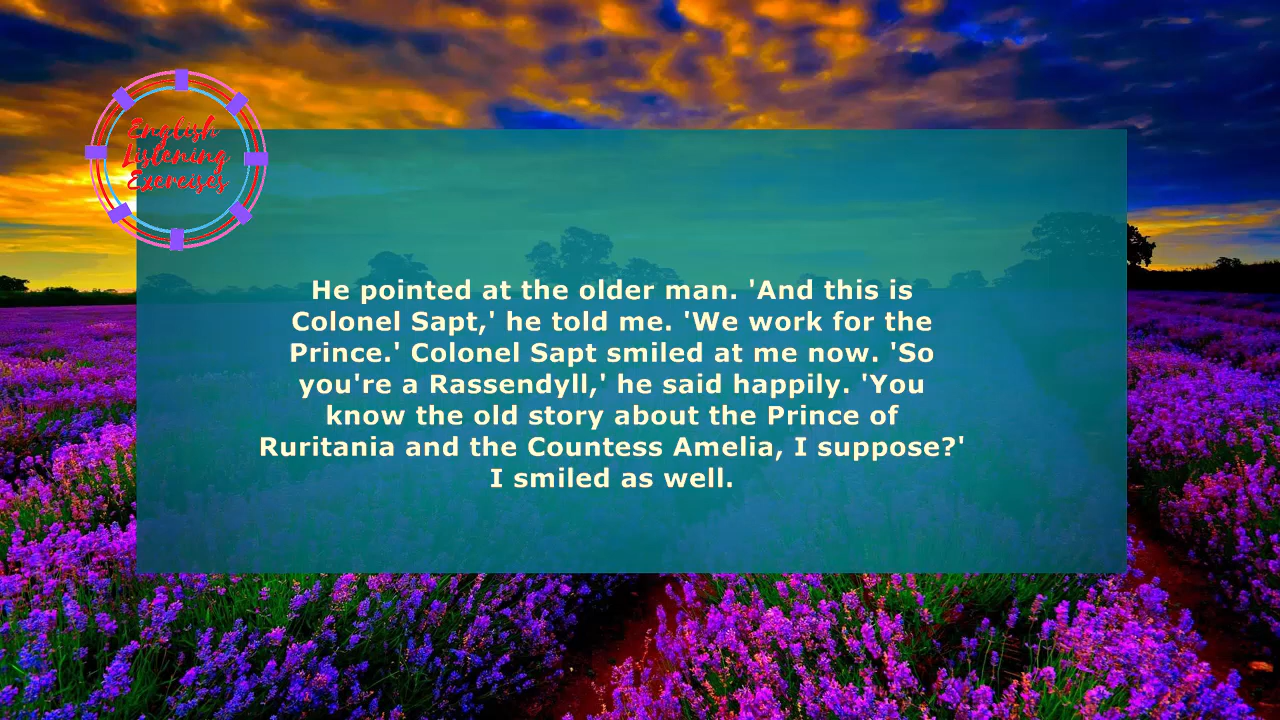 English
Listening
Exercises
He pointed at the older man. 'And this is
Colonel Sapt,' he told me. 'We work for the
Prince.' Colonel Sapt smiled at me now. 'So
you're a Rassendyll,' he said happily. 'You
know the old story about the Prince of
Ruritania and the Countess Amelia, I suppose?'
I smiled as well.